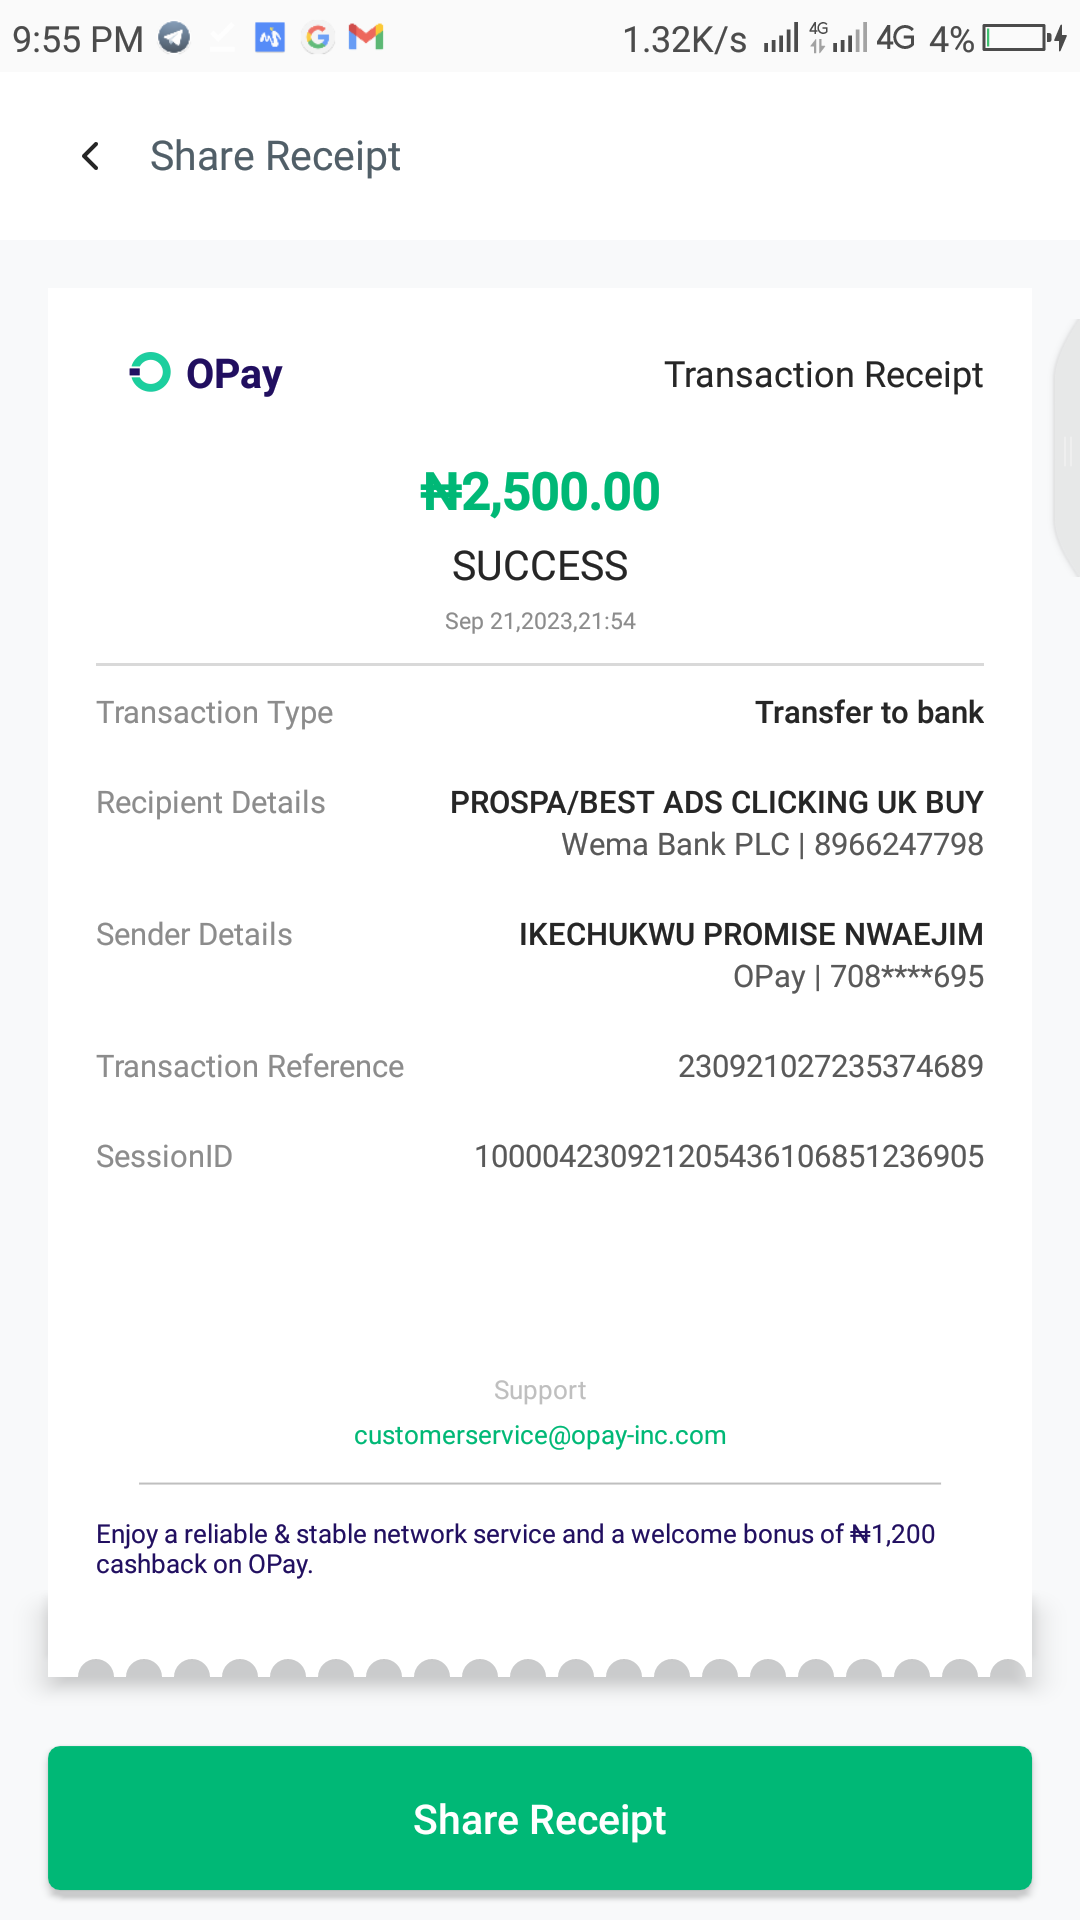 9:55 PM 1.32K/s 4G 4G 4%
Share Receipt
OPay Transaction Receipt
₦2,500.00
SUCCESS
Sep 21,2023,21:54
Transaction Type Transfer to bank
Recipient Details PROSPA/BEST ADS CLICKING UK BUY
Wema Bank PLC | 8966247798
Sender Details IKECHUKWU PROMISE NWAEJIM
OPay | 708****695
Transaction Reference 230921027235374689
SessionID 100004230921205436106851236905
Support
customerservice@opay-inc.com
Enjoy a reliable & stable network service and a welcome bonus of ₦1,200
cashback on OPay.
Share Receipt